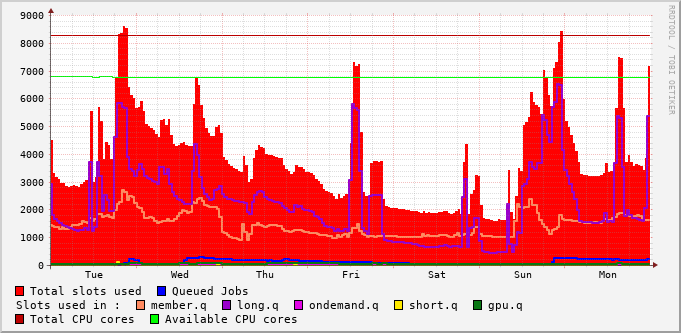 RRDTOOL / TOBI OETIKER
9000
8000
7000
6000
5000
4000
3000
2000
1000
0
Tue Wed Thu Fri Sat Sun Mon
Total slots used Queued Jobs
Slots used in : member.q long.q ondemand.q short.q gpu.q
Total CPU cores Available CPU cores